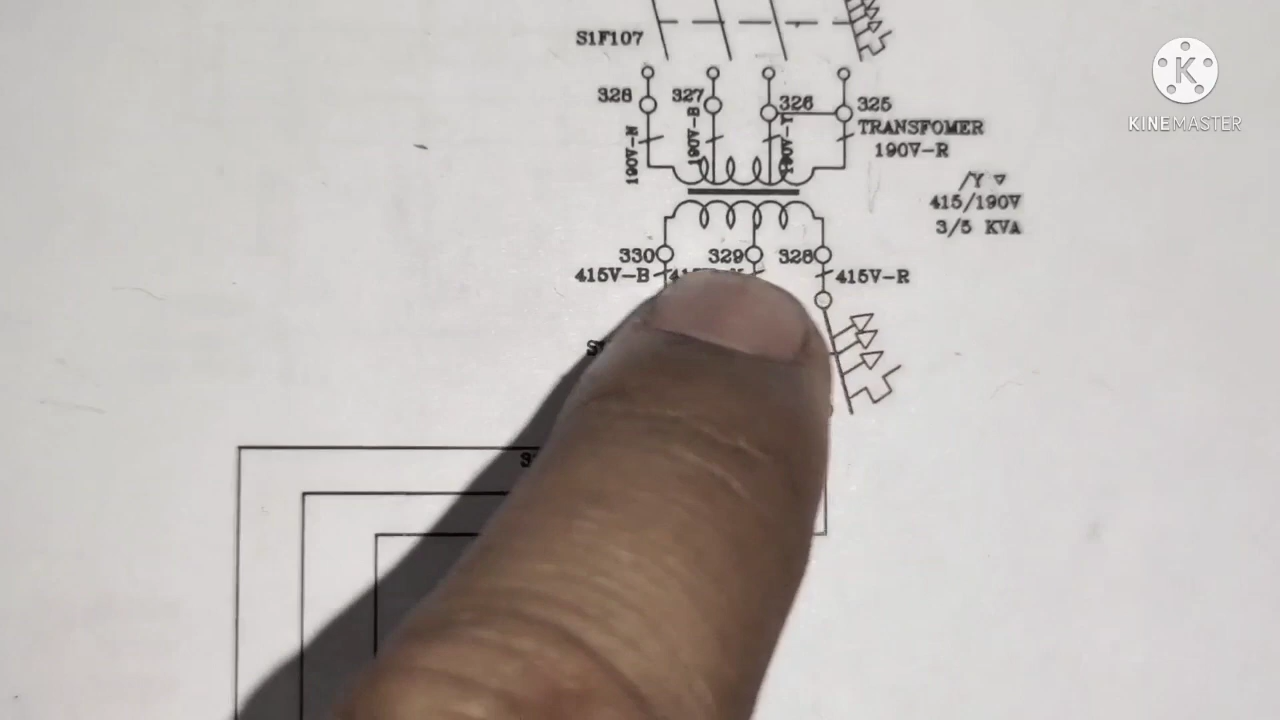 S1F107
KINEMASTER
328 327 326 325
190V-N 190V-B 190V-Y
TRANSFOMER
190V-R
/Y ▽
415/190V
3/5 KVA
330 329 328
415V-B 415V-R